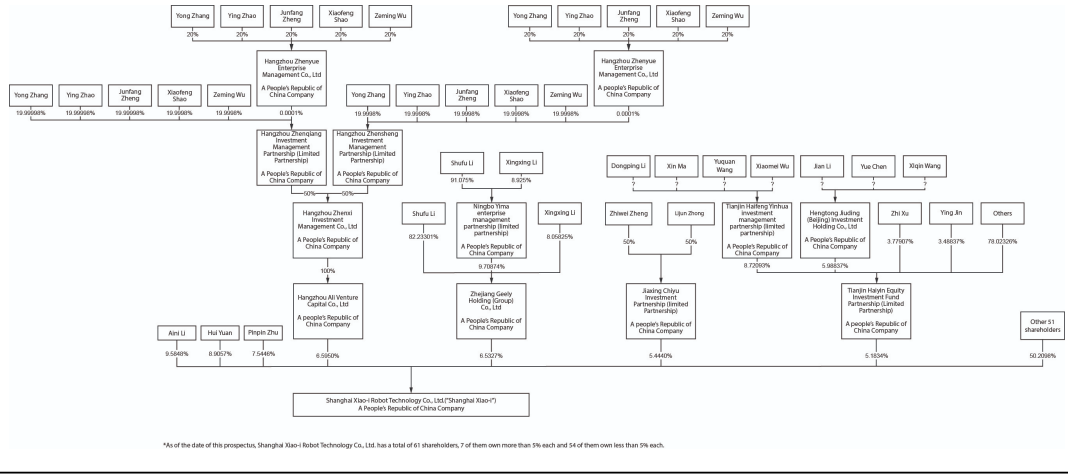 Yong Zhang
Ying Zhao
Junfang
Zheng
Xiaofeng
Shao
Zeming Wu
Yong Zhang
Ying Zhao
Junfang
Zheng
Xiaofeng
Shao
Zeming Wu
20%
20%
20%
20%
20%
20%
20%
20%
20%
20%
Hangzhou Zhenyue
Enterprise
Management Co., Ltd
A People's Republic of
China Company
Hangzhou Zhenyue
Enterprise
Management Co., Ltd
A people's Republic of
China Company
Yong Zhang
Ying Zhao
Junfang
Zheng
Xiaofeng
Shao
Zeming Wu
Yong Zhang
Ying Zhao
Junfang
Zheng
Xiaofeng
Shao
Zeming Wu
19.99998%
19.99998%
19.99998%
19.99998%
19.9998%
0.0001%
19.9998%
19.9998%
19.9998%
19.9998%
19.9998%
0.0001%
Hangzhou Zhenqiang
Investment
Management
Partnership (Limited
Partnership)
A People's Republic of
China Company
Hangzhou Zhensheng
Investment
Management
Partnership (Limited
Partnership)
A People's Republic of
China Company
50%
50%
Shufu Li
Xingxing Li
91.075%
8.925%
Dongping Li
Xin Ma
Yuquan
Wang
Xiaomei Wu
Jian Li
Yue Chen
Xiqin Wang
?
?
?
?
?
?
?
Hangzhou Zhenxi
Investment
Management Co., Ltd
A People's Republic of
China Company
100%
Shufu Li
82.23301%
Ningbo Yima
enterprise
management
partnership (limited
partnership)
A People's Republic of
China Company
9.70874%
Xingxing Li
8.05825%
Zhiwei Zheng
Lijun Zhong
50%
50%
Tianjin Haifeng Yinhua
investment
management
partnership (limited
partnership)
A People's Republic of
China Company
8.72093%
Hengtong Jiuding
(Beijing) Investment
Holding Co., Ltd
A People's Republic of
China Company
5.98837%
Zhi Xu
3.77907%
Ying Jin
3.48837%
Others
78.02326%
Hangzhou Ali Venture
Capital Co., Ltd
A people's Republic of
China Company
Zhejiang Geely
Holding (Group)
Co., Ltd
A People's Republic of
China Company
Jiaxing Chiyu
Investment
Partnership (limited
partnership)
A People's Republic of
China Company
Tianjin Haiyin Equity
Investment Fund
Partnership (Limited
Partnership)
A people's Republic of
China Company
Aini Li
Hui Yuan
Pinpin Zhu
Other 51
shareholders
9.5848%
8.9057%
7.5446%
6.5950%
6.5327%
5.4440%
5.1834%
50.2098%
Shanghai Xiao-i Robot Technology Co., Ltd.("Shanghai Xiao-i")
A People's Republic of China Company
*As of the date of this prospectus, Shanghai Xiao-I Robot Technology Co., Ltd. has a total of 61 shareholders, 7 of them own more than 5% each and 54 of them own less than 5% each.